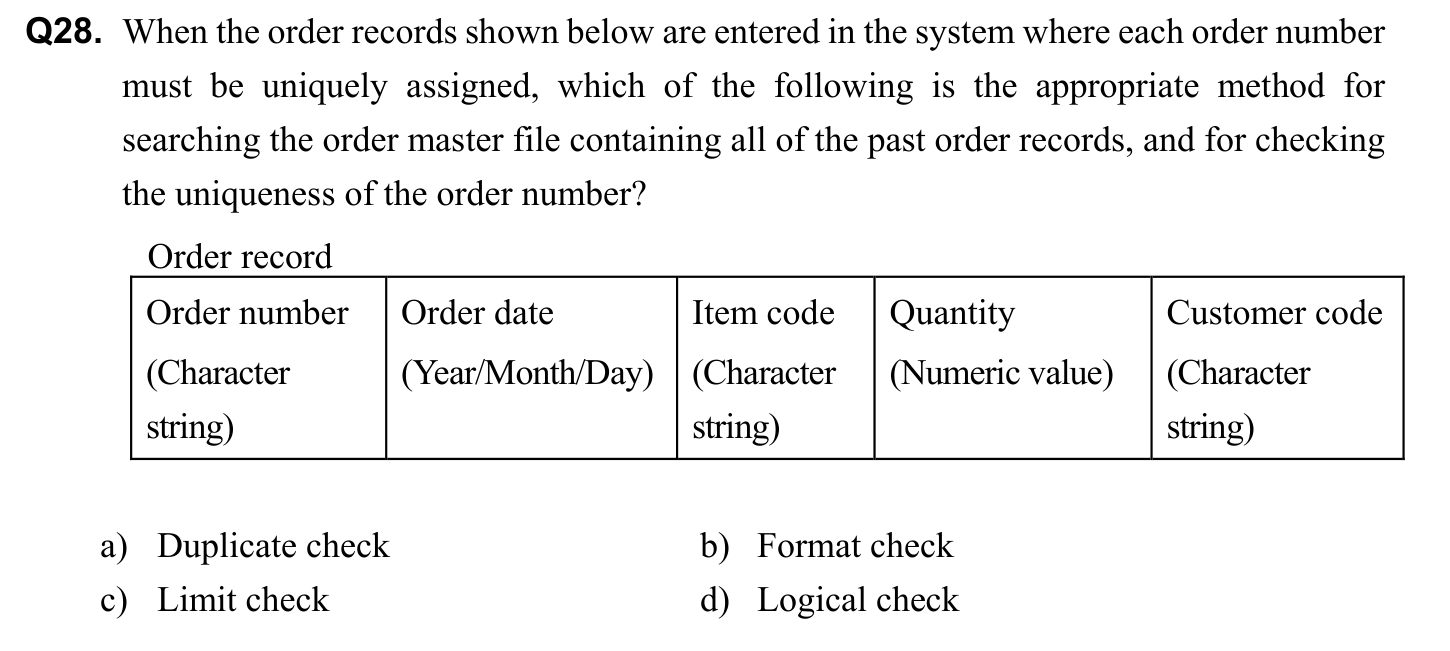 Q28. When the order records shown below are entered in the system where each order number
must be uniquely assigned, which of the following is the appropriate method for
searching the order master file containing all of the past order records, and for checking
the uniqueness of the order number?
Order record
Order number Order date Item code Quantity Customer code
(Character (Year/Month/Day) (Character (Numeric value) (Character
string) string) string)
a) Duplicate check b) Format check
c) Limit check d) Logical check